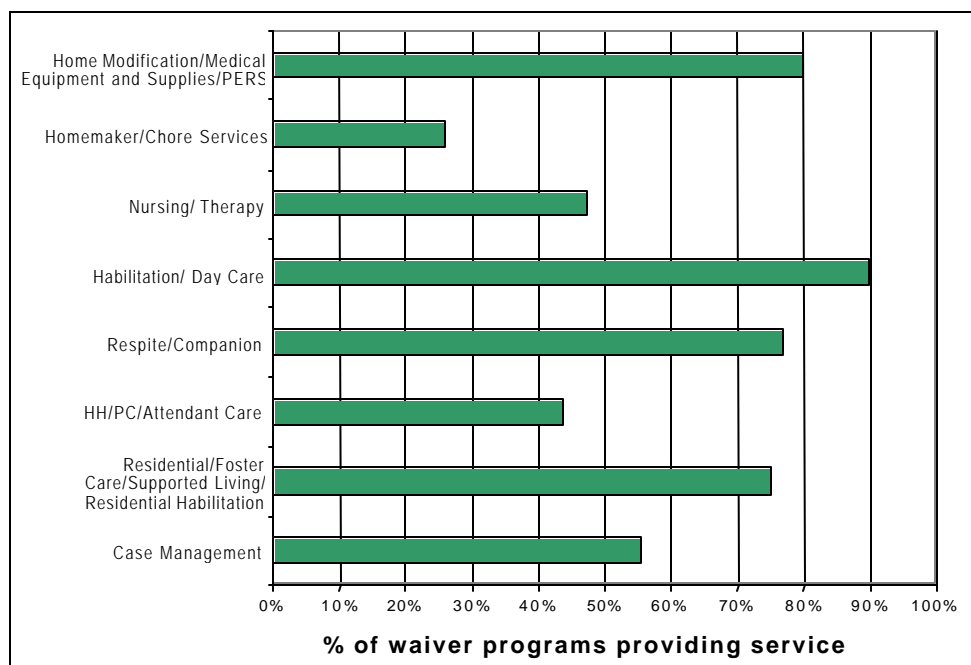 Home Modification/Medical
Equipment and Supplies/PERS
Homemaker/Chore Services
Nursing/ Therapy
Habilitation/ Day Care
Respite/Companion
HH/PC/Attendant Care
Residential/Foster
Care/Supported Living/
Residential Habilitation
Case Management
0% 10% 20% 30% 40% 50% 60% 70% 80% 90% 100%
% of waiver programs providing service